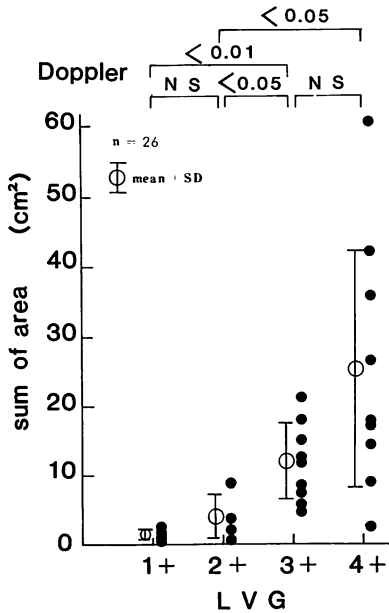 < 0.05
< 0.01
Doppler
N S
< 0.05
N S
60
50
40
30
20
10
0
sum of area (cm²)
n = 26
mean SD
1+ 2+ 3+ 4+
L V G